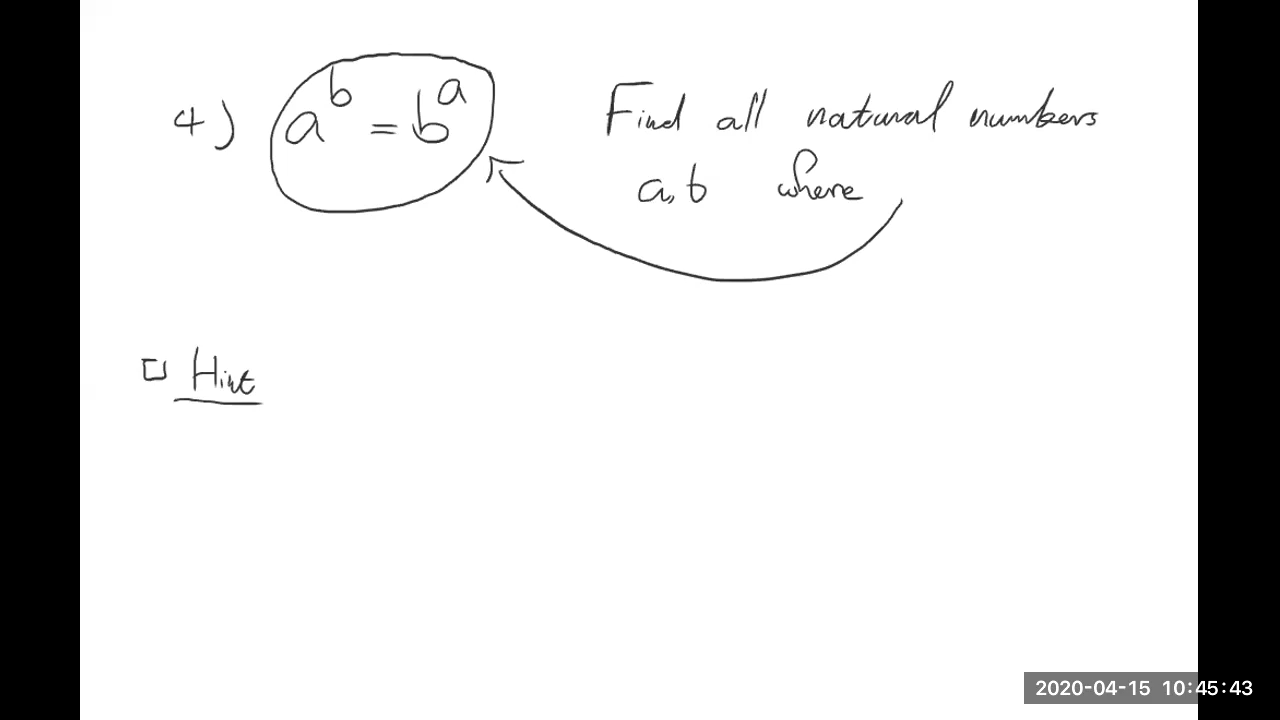 4) a^b = b^a Find all natural numbers
a, b where
□ Hint
2020-04-15 10:45:43